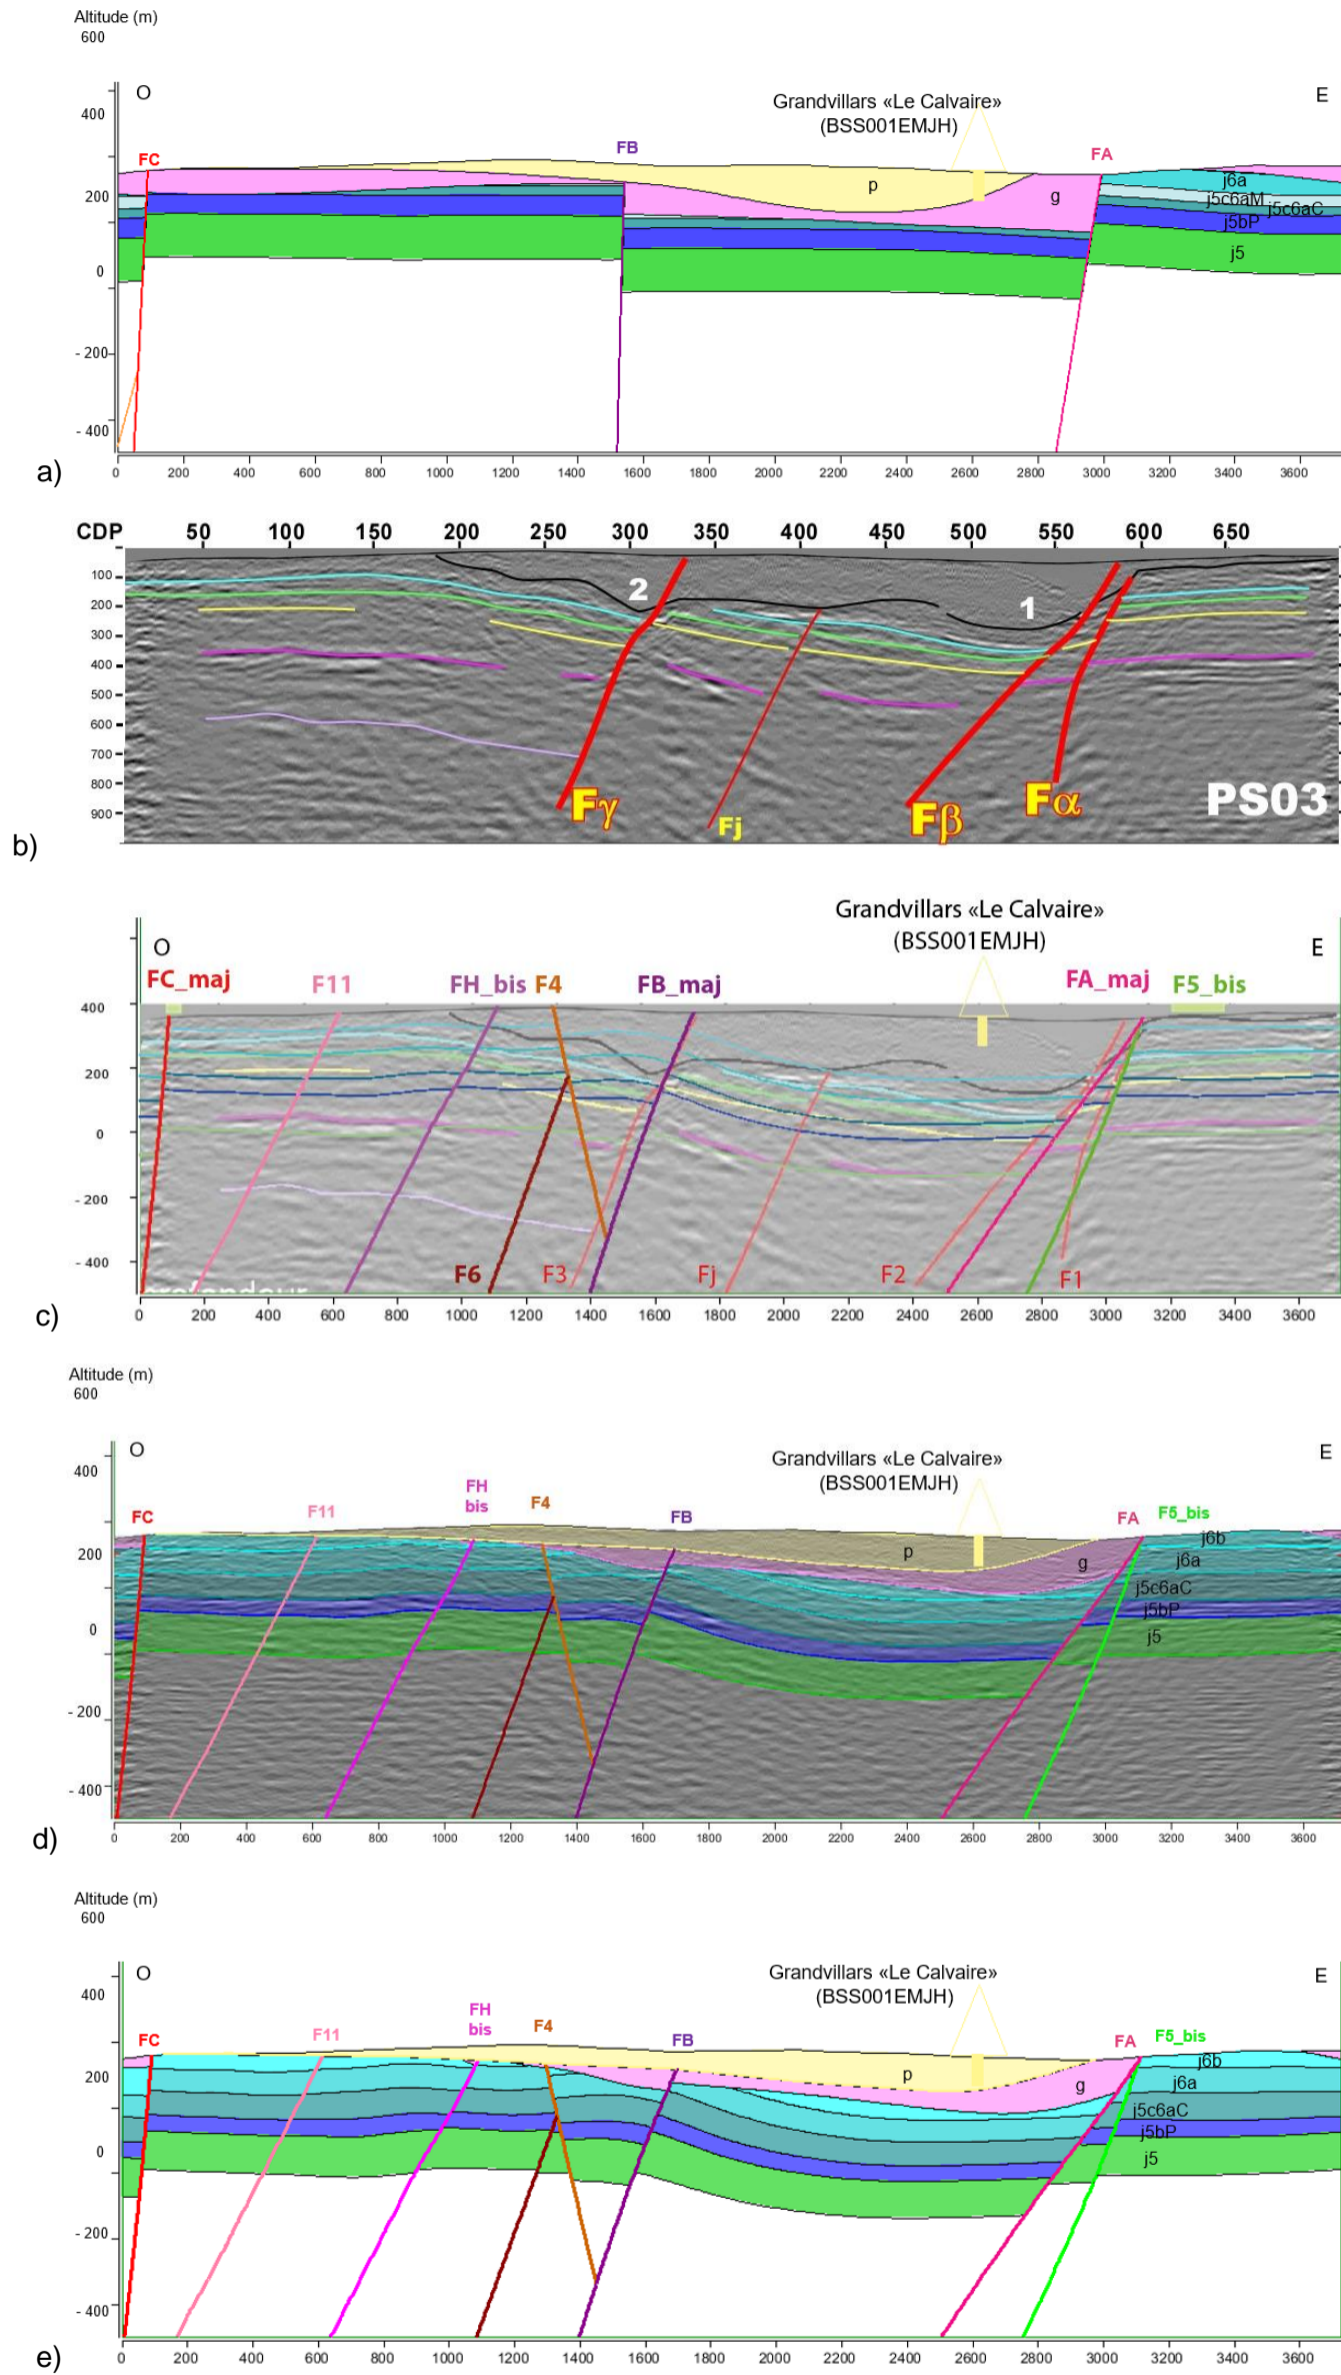 Altitude (m)
600
O
Grandvillars «Le Calvaire»
(BSS001EMJH)
E
400
FC
FB
FA
p
g
j6a
j5c6aM
j5c6aC
j5bP
j5
200
0
- 200
- 400
0 200 400 600 800 1000 1200 1400 1600 1800 2000 2200 2400 2600 2800 3000 3200 3400 3600
a)
CDP 50 100 150 200 250 300 350 400 450 500 550 600 650
100
200
300
400
500
600
700
800
900
2
1
Fγ
Fj
Fβ
Fα
PS03
b)
Grandvillars «Le Calvaire»
(BSS001EMJH)
O
E
FC_maj F11 FH_bis F4 FB_maj FA_maj F5_bis
400
200
0
- 200
- 400
F6 F3 Fj F2 F1
0 200 400 600 800 1000 1200 1400 1600 1800 2000 2200 2400 2600 2800 3000 3200 3400 3600
c)
Altitude (m)
600
O
Grandvillars «Le Calvaire»
(BSS001EMJH)
E
400
FC
F11
FH
bis
F4
FB
FA
F5_bis
p
g
j6b
j6a
j5c6aC
j5bP
j5
200
0
- 200
- 400
0 200 400 600 800 1000 1200 1400 1600 1800 2000 2200 2400 2600 2800 3000 3200 3400 3600
d)
Altitude (m)
600
O
Grandvillars «Le Calvaire»
(BSS001EMJH)
E
400
FC
F11
FH
bis
F4
FB
FA
F5_bis
p
g
j6b
j6a
j5c6aC
j5bP
j5
200
0
- 200
- 400
0 200 400 600 800 1000 1200 1400 1600 1800 2000 2200 2400 2600 2800 3000 3200 3400 3600
e)